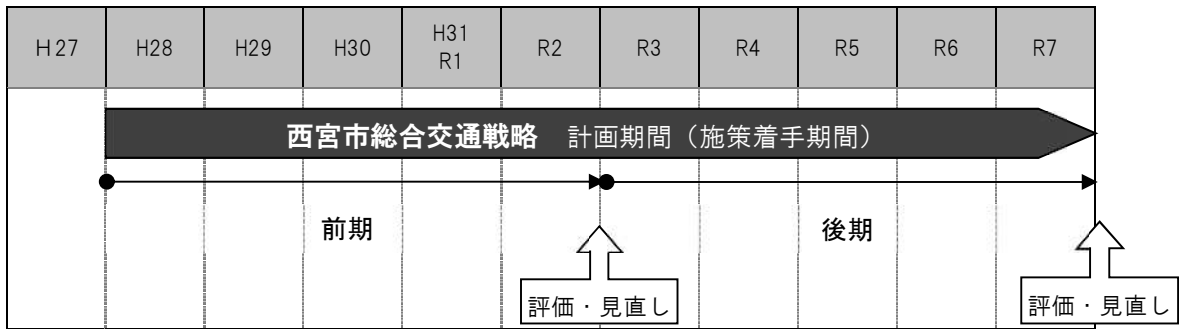 H27 H28 H29 H30 H31 R1 R2 R3 R4 R5 R6 R7
西宮市総合交通戦略 計画期間(施策着手期間)
前期 後期
評価・見直し 評価・見直し